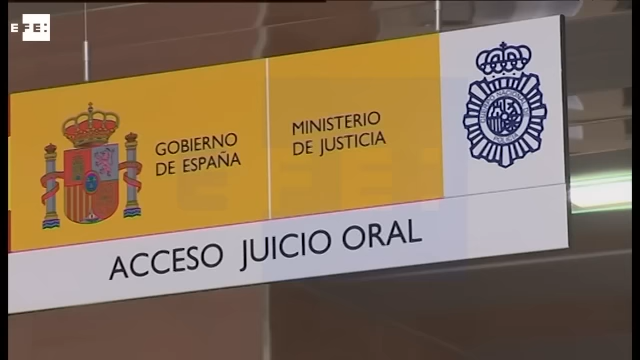 EFE:
GOBIERNO
DE ESPAÑA
MINISTERIO
DE JUSTICIA
ACCESO JUICIO ORAL